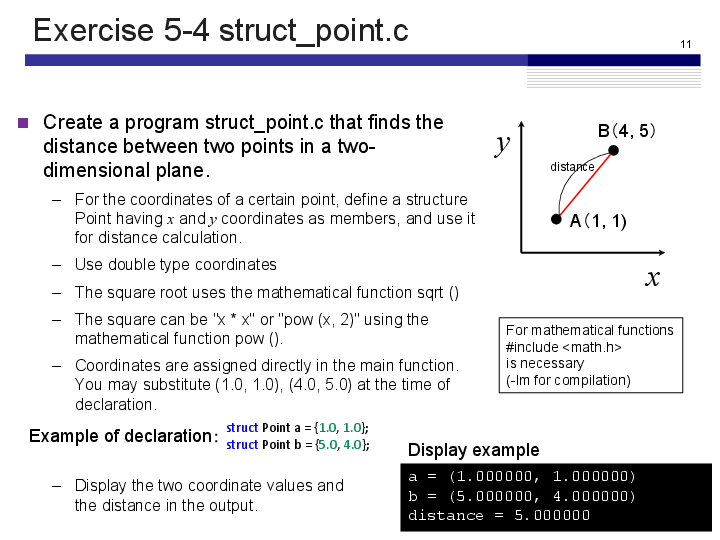 Exercise 5-4 struct_point.c
11
■ Create a program struct_point.c that finds the
distance between two points in a two-
dimensional plane.
– For the coordinates of a certain point, define a structure
Point having x and y coordinates as members, and use it
for distance calculation.
– Use double type coordinates
– The square root uses the mathematical function sqrt ()
– The square can be "x * x" or "pow (x, 2)" using the
mathematical function pow ().
– Coordinates are assigned directly in the main function.
You may substitute (1.0, 1.0), (4.0, 5.0) at the time of
declaration.
Example of declaration:
struct Point a = {1.0, 1.0};
struct Point b = {5.0, 4.0};
– Display the two coordinate values and
the distance in the output.
y
B(4, 5)
distance
A(1, 1)
x
For mathematical functions
#include <math.h>
is necessary
(-lm for compilation)
Display example
a = (1.000000, 1.000000)
b = (5.000000, 4.000000)
distance = 5.000000